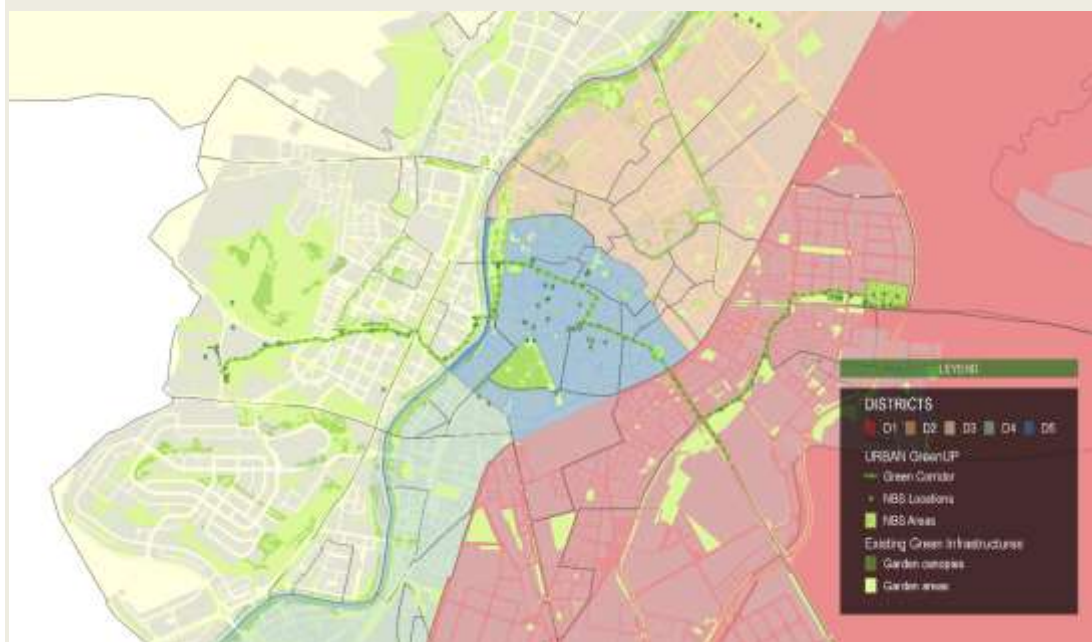 LEYEND
DISTRICTS
D1 D2 D3 D4 D5
URBAN GreenUP
Green Corridor
NBS Locations
NBS Areas
Existing Green Infrastructures
Garden canopies
Garden areas